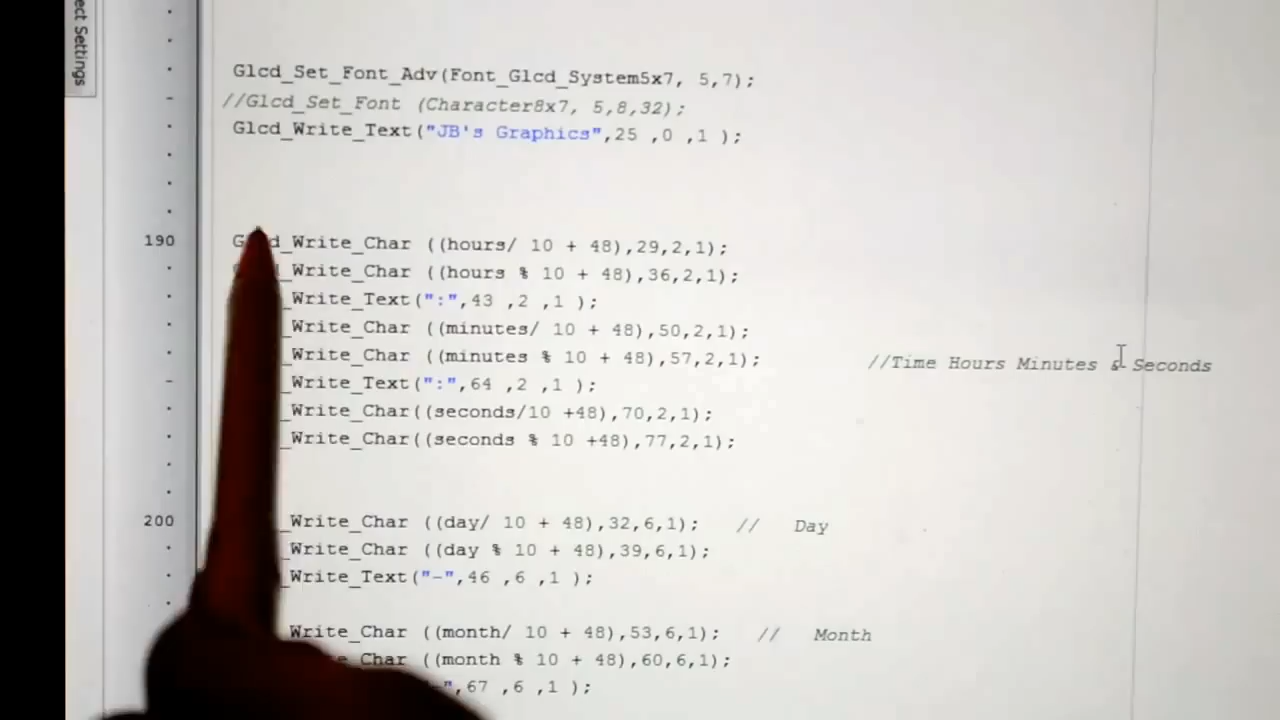 ect Settings
Glcd_Set_Font_Adv(Font_Glcd_System5x7, 5,7);
//Glcd_Set_Font (Character8x7, 5,8,32);
Glcd_Write_Text("JB's Graphics",25 ,0 ,1 );
190 d_Write_Char ((hours/ 10 + 48),29,2,1);
_Write_Char ((hours % 10 + 48),36,2,1);
_Write_Text(":",43 ,2 ,1 );
_Write_Char ((minutes/ 10 + 48),50,2,1);
_Write_Char ((minutes % 10 + 48),57,2,1); //Time Hours Minutes & Seconds
_Write_Text(":",64 ,2 ,1 );
_Write_Char((seconds/10 +48),70,2,1);
_Write_Char((seconds % 10 +48),77,2,1);
200 _Write_Char ((day/ 10 + 48),32,6,1); // Day
_Write_Char ((day % 10 + 48),39,6,1);
_Write_Text("-",46 ,6 ,1 );
Write_Char ((month/ 10 + 48),53,6,1); // Month
Char ((month % 10 + 48),60,6,1);
",67 ,6 ,1 );